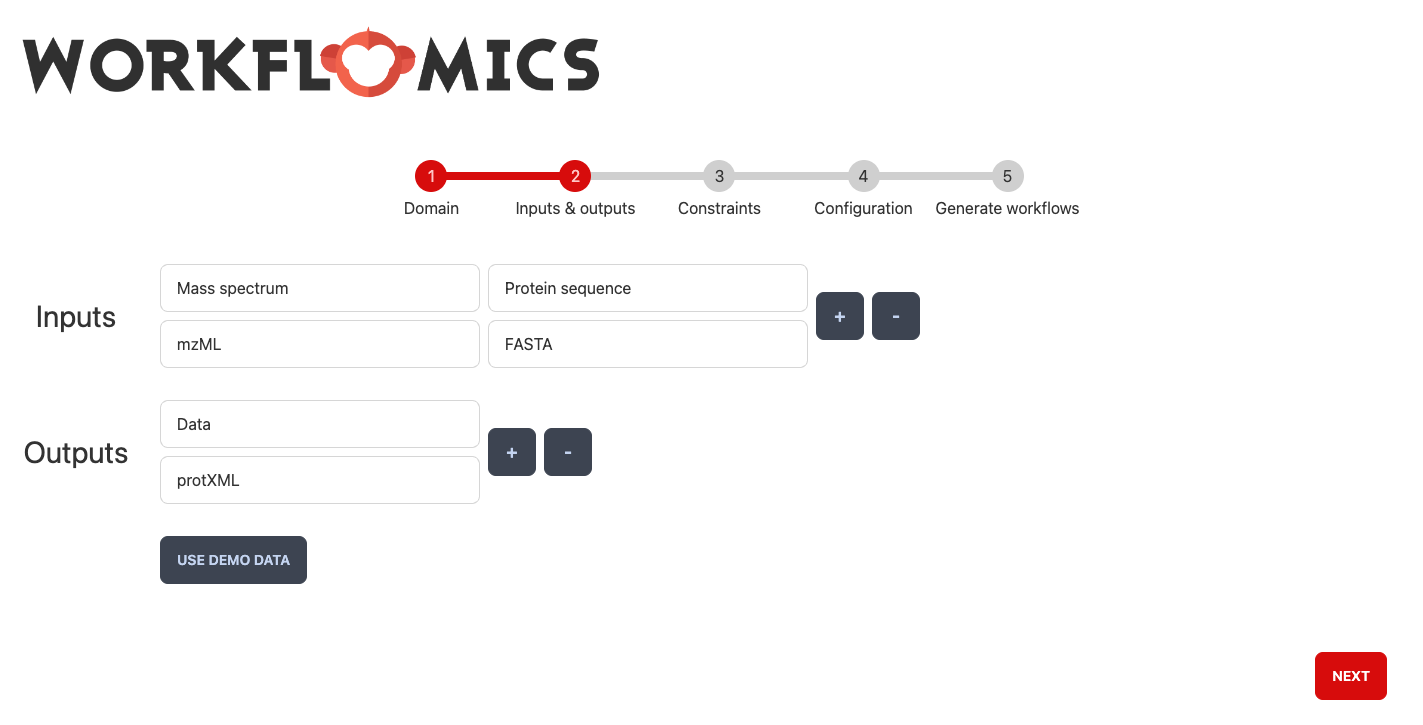 WORKFLOMICS
1 2 3 4 5
Domain Inputs & outputs Constraints Configuration Generate workflows
Inputs
Mass spectrum Protein sequence
mzML FASTA
+ -
Outputs
Data
protXML
+ -
USE DEMO DATA
NEXT